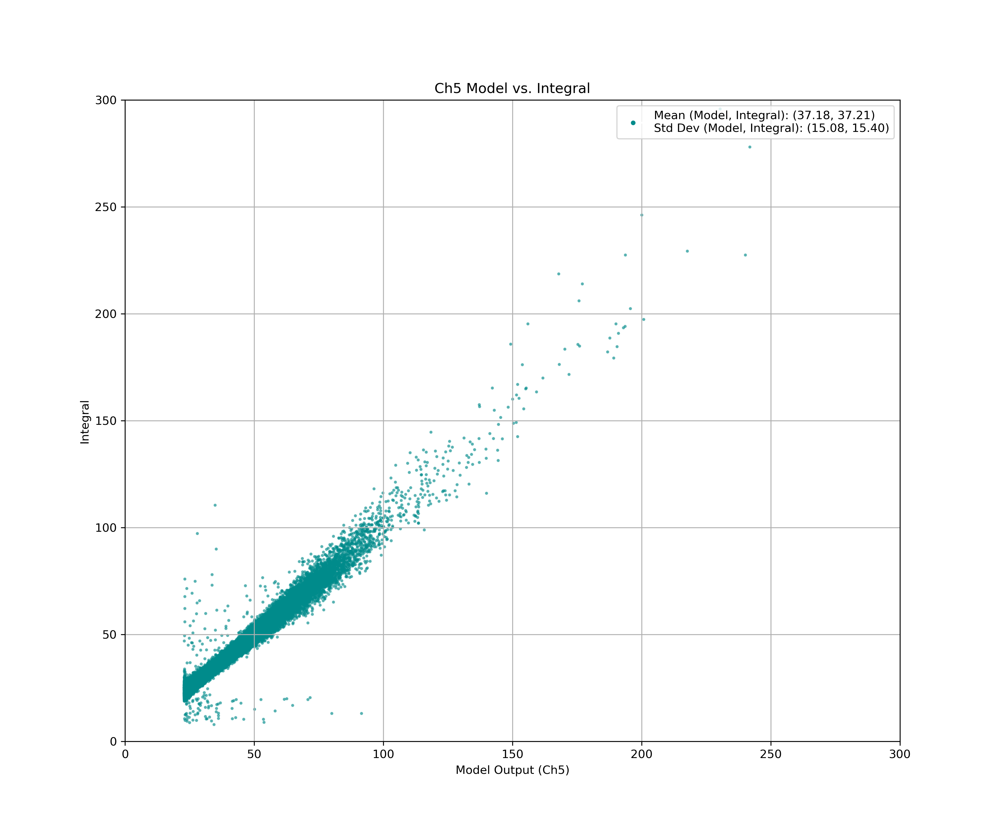 Ch5 Model vs. Integral
Mean (Model, Integral): (37.18, 37.21)
Std Dev (Model, Integral): (15.08, 15.40)
Integral
300
250
200
150
100
50
0
0 50 100 150 200 250 300
Model Output (Ch5)